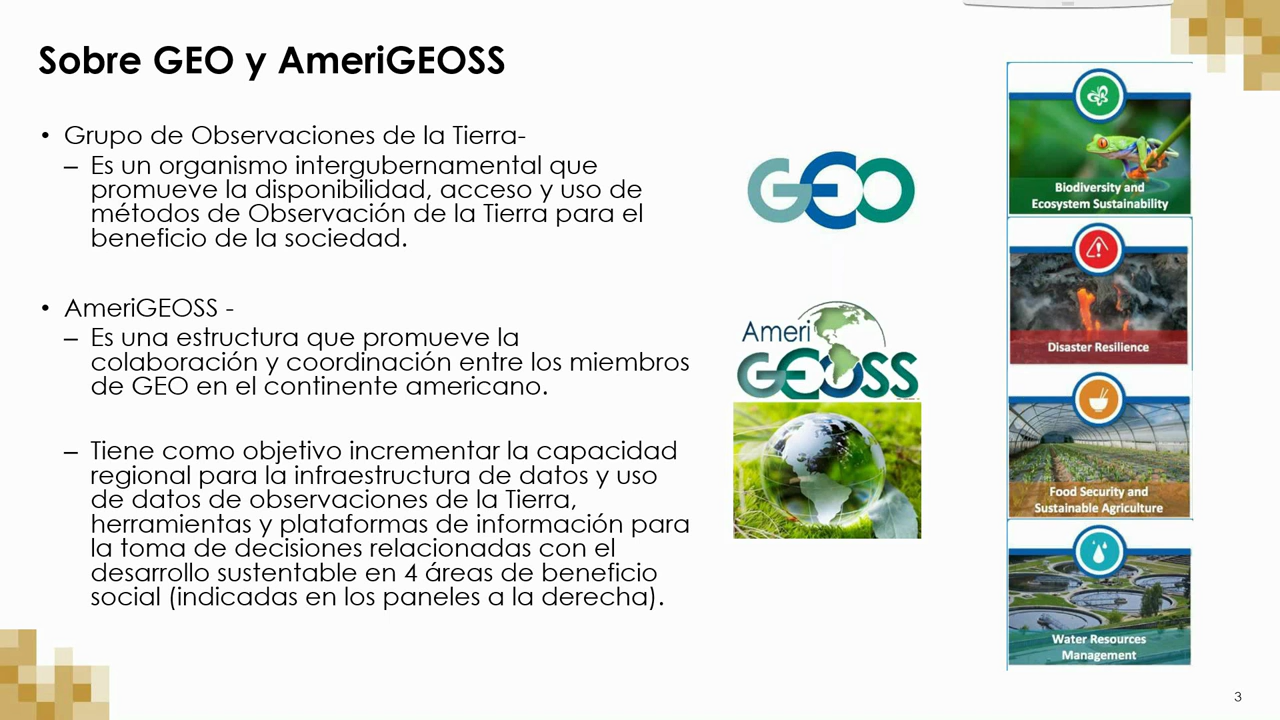 Sobre GEO y AmeriGEOSS
• Grupo de Observaciones de la Tierra-
– Es un organismo intergubernamental que
promueve la disponibilidad, acceso y uso de
métodos de Observación de la Tierra para el
beneficio de la sociedad.
• AmeriGEOSS -
– Es una estructura que promueve la
colaboración y coordinación entre los miembros
de GEO en el continente americano.
– Tiene como objetivo incrementar la capacidad
regional para la infraestructura de datos y uso
de datos de observaciones de la Tierra,
herramientas y plataformas de información para
la toma de decisiones relacionadas con el
desarrollo sustentable en 4 áreas de beneficio
social (indicadas en los paneles a la derecha).
GEO
Ameri
GEOSS
Biodiversity and
Ecosystem Sustainability
Disaster Resilience
Food Security and
Sustainable Agriculture
Water Resources
Management
3